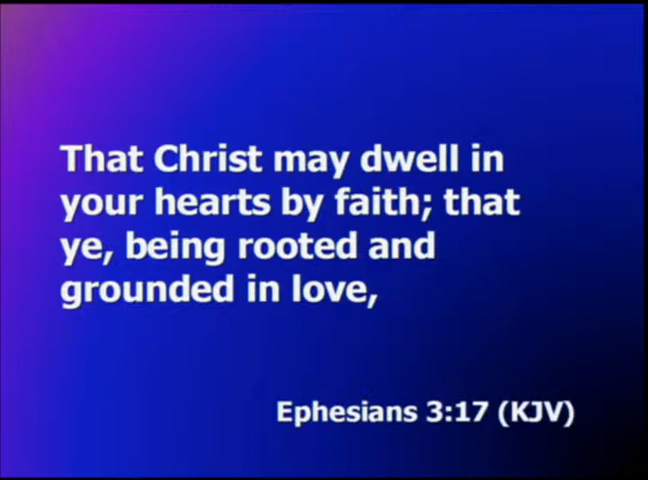 That Christ may dwell in
your hearts by faith; that
ye, being rooted and
grounded in love,
Ephesians 3:17 (KJV)